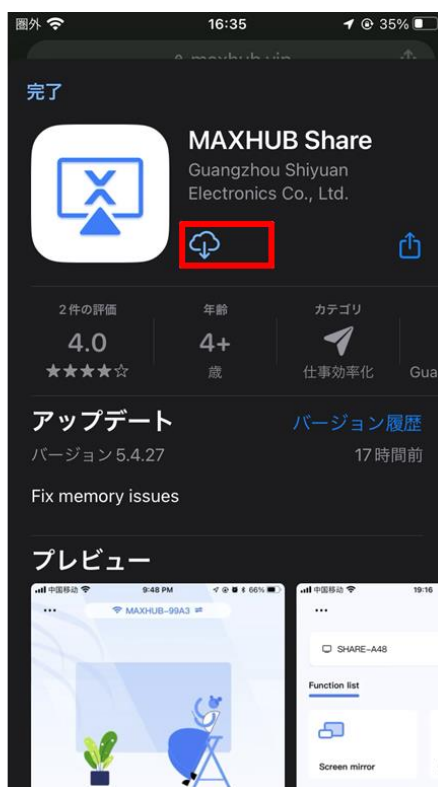 圏外 16:35 35%
完了
MAXHUB Share
Guangzhou Shiyuan
Electronics Co., Ltd.
2件の評価 年齢 カテゴリ
4.0 4+
歳 仕事効率化 Gua
アップデート バージョン履歴
バージョン 5.4.27 17 時間前
Fix memory issues
プレビュー
中国移动 9:48 PM 66% 中国移动 19:16
MAXHUB-99A3
SHARE-A48
Function list
Screen mirror